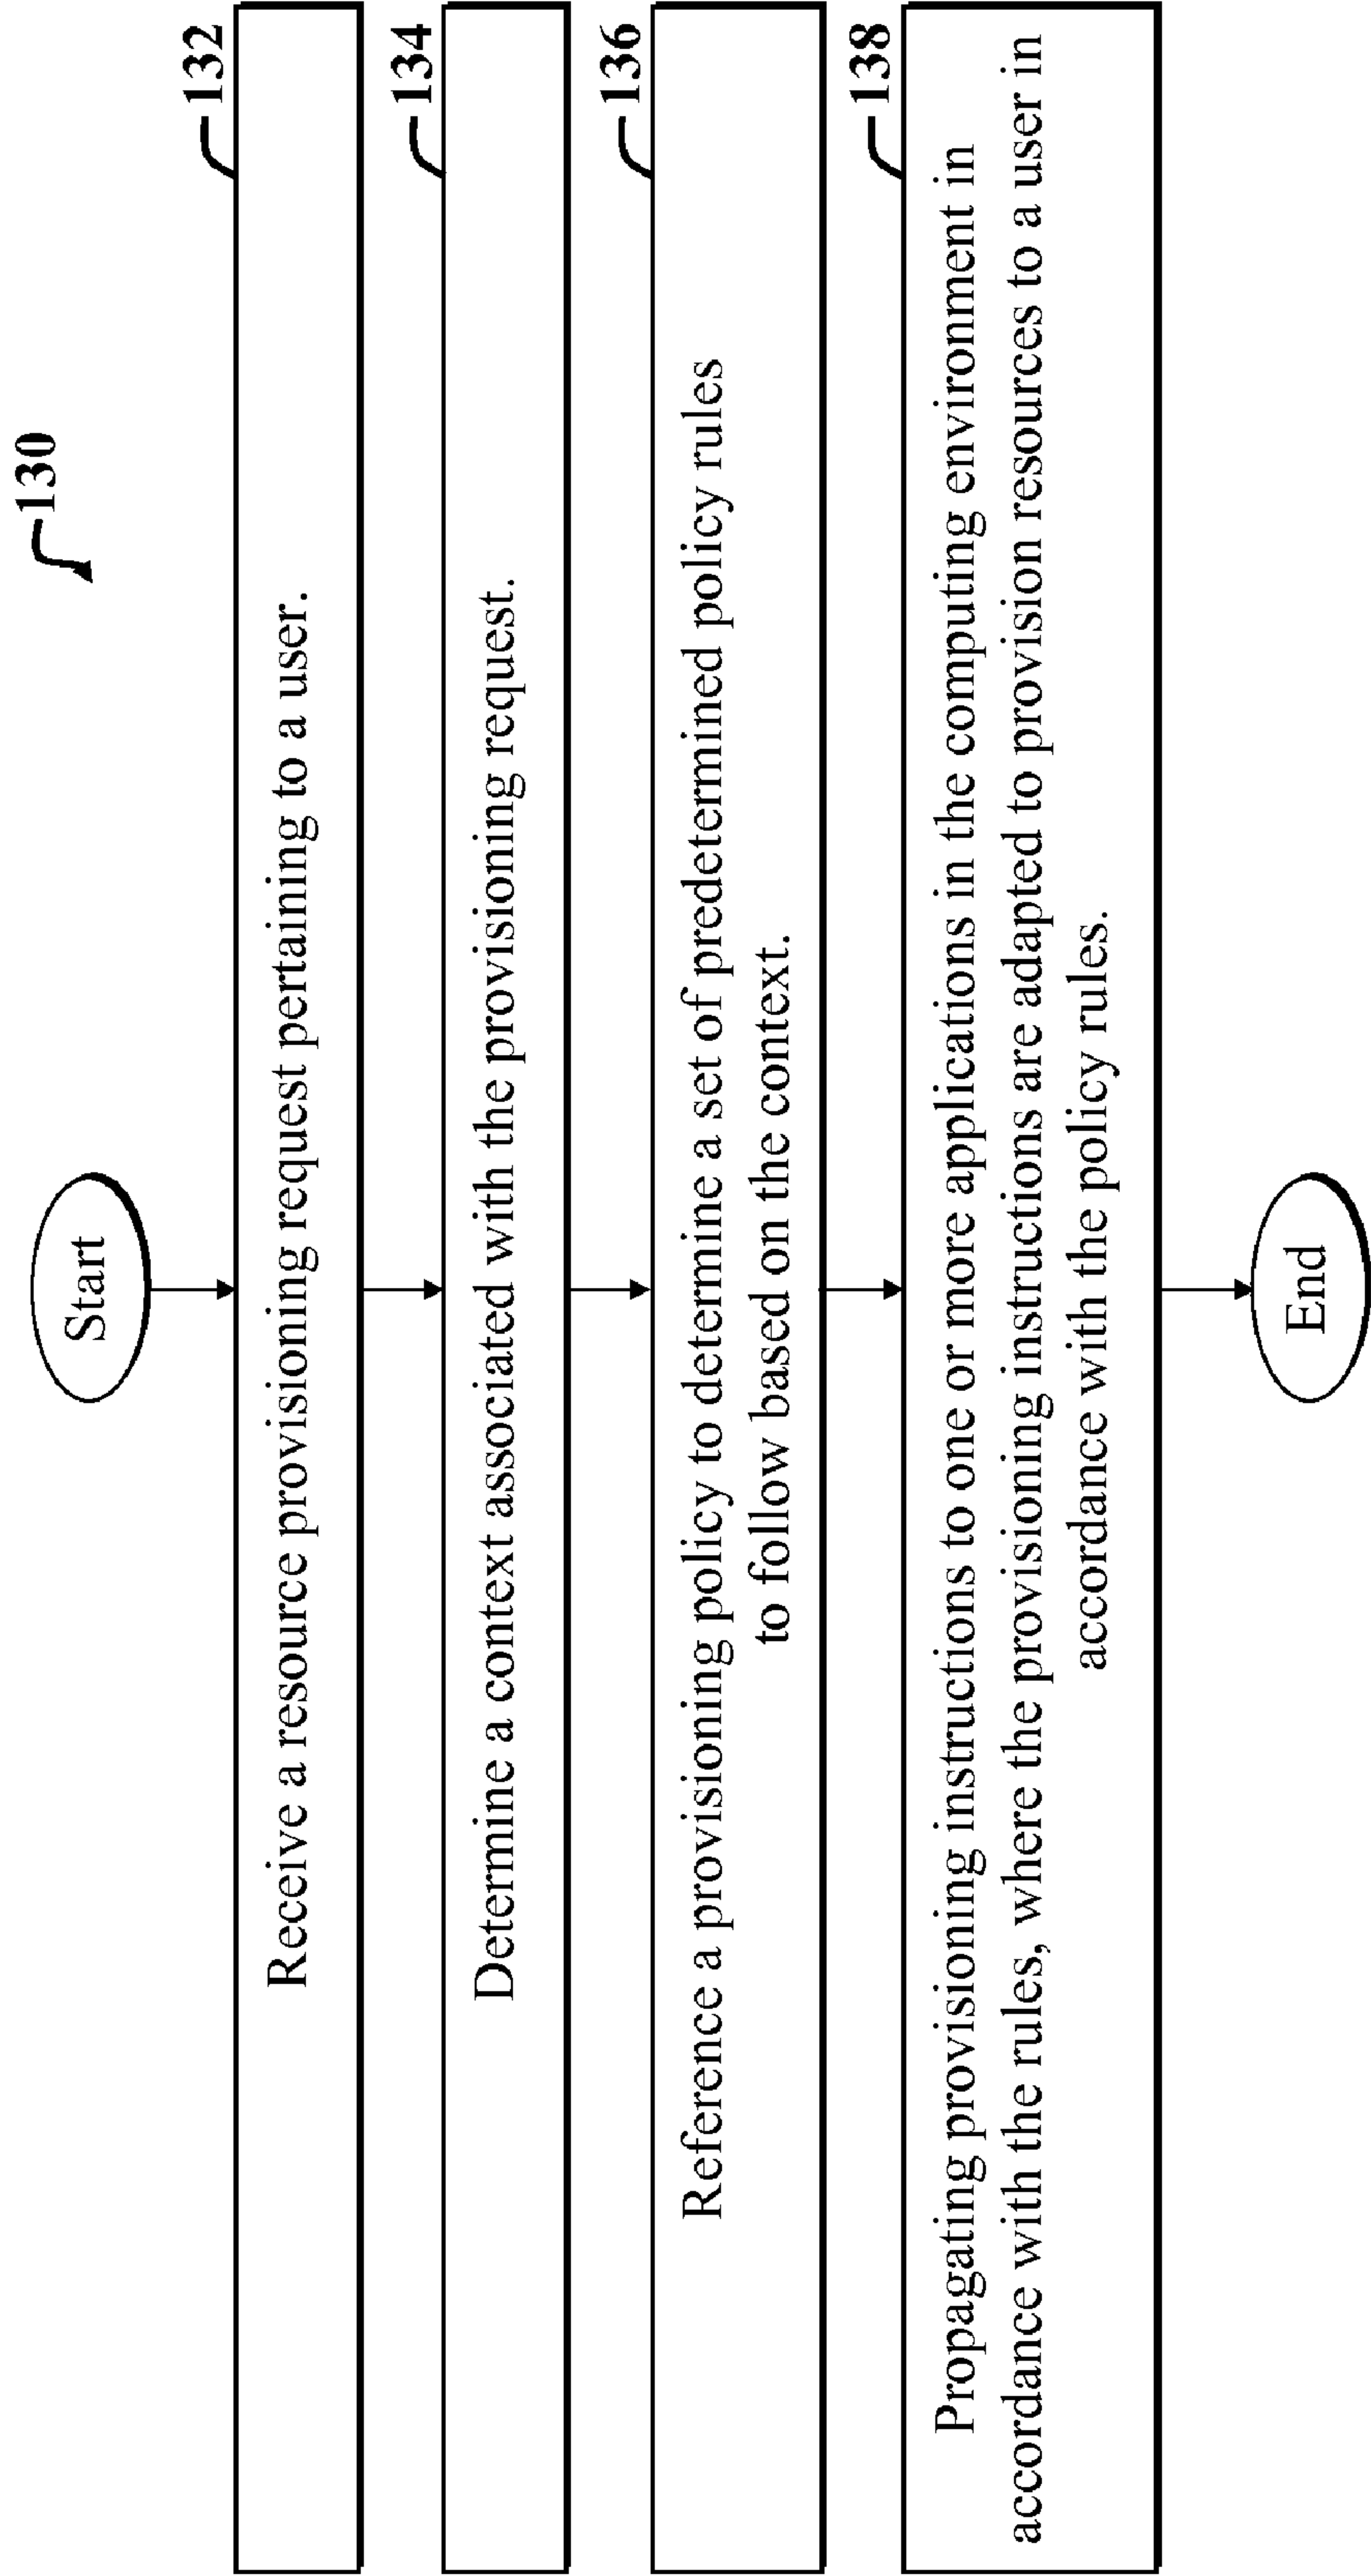 130
Start
132
Receive a resource provisioning request pertaining to a user.
134
Determine a context associated with the provisioning request.
136
Reference a provisioning policy to determine a set of predetermined policy rules
to follow based on the context.
138
Propagating provisioning instructions to one or more applications in the computing environment in
accordance with the rules, where the provisioning instructions are adapted to provision resources to a user in
accordance with the policy rules.
End